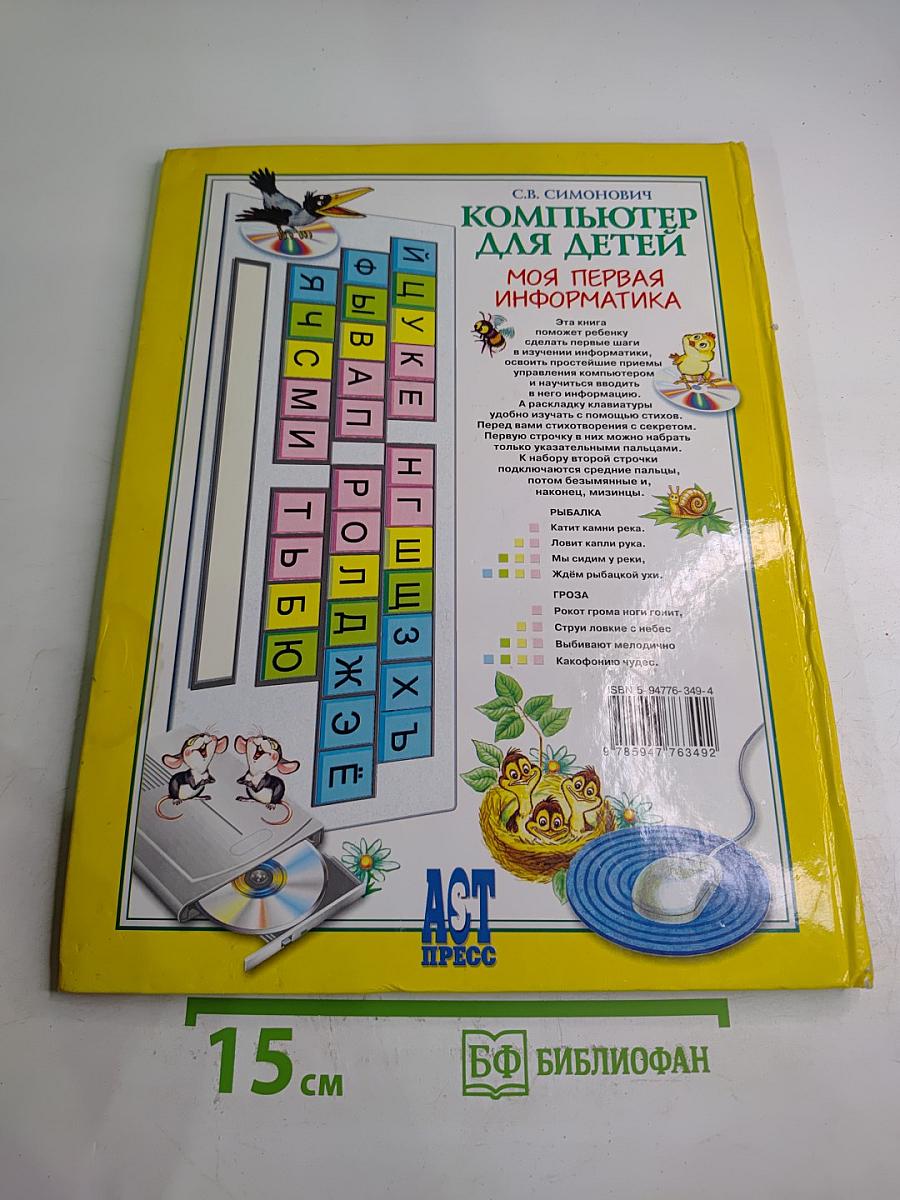 С.В. СИМОНОВИЧ
КОМПЬЮТЕР
ДЛЯ ДЕТЕЙ
МОЯ ПЕРВАЯ
ИНФОРМАТИКА
Эта книга
поможет ребенку
сделать первые шаги
в изучении информатики,
освоить простейшие приемы
управления компьютером
и научиться вводить
в него информацию.
А раскладку клавиатуры
удобно изучать с помощью стихов.
Перед вами стихотворения с секретом.
Первую строчку в них можно набрать
только указательными пальцами.
К набору второй строчки
подключаются средние пальцы,
потом безымянные и,
наконец, мизинцы.
РЫБАЛКА
Катит камни река.
Ловит капли рука.
Мы сидим у реки,
Ждём рыбацкой ухи.
ГРОЗА
Рокот грома ноги гонит,
Струи ловкие с небес
Выбивают мелодично
Какофонию чудес.
ISBN 5-94776-349-4
9 785947 763492
Й Ц У К Е Н Г Ш Щ З Х Ъ
Ф Ы В А П Р О Л Д Ж Э Ё
Я Ч С М И Т Ь Б Ю
АСТ
ПРЕСС
15 см
БФ БИБЛИОФАН